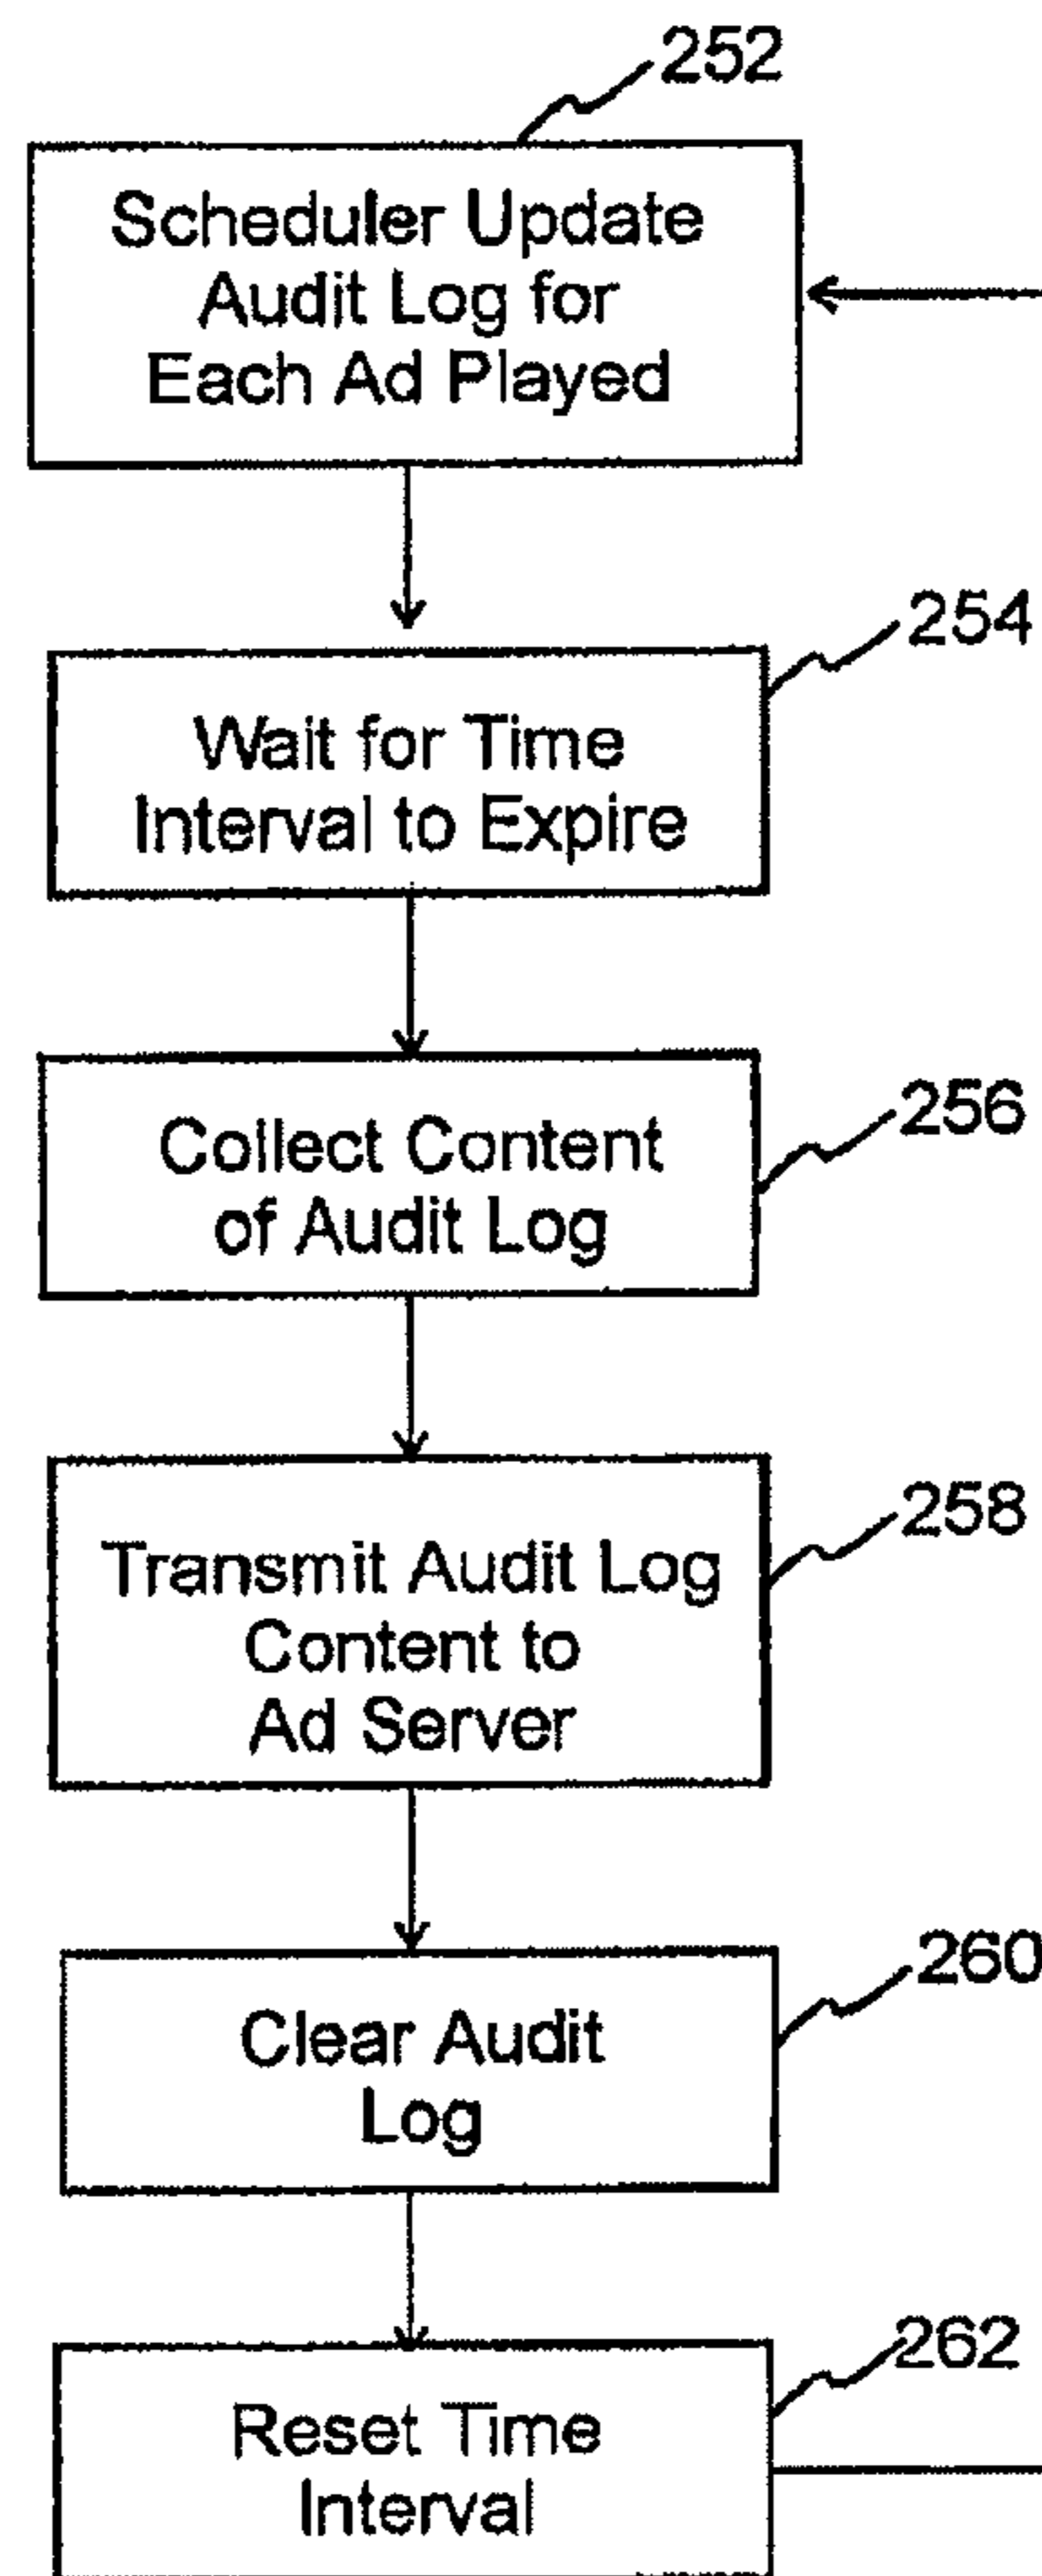 252
Scheduler Update
Audit Log for
Each Ad Played
254
Wait for Time
Interval to Expire
256
Collect Content
of Audit Log
258
Transmit Audit Log
Content to
Ad Server
260
Clear Audit
Log
262
Reset Time
Interval